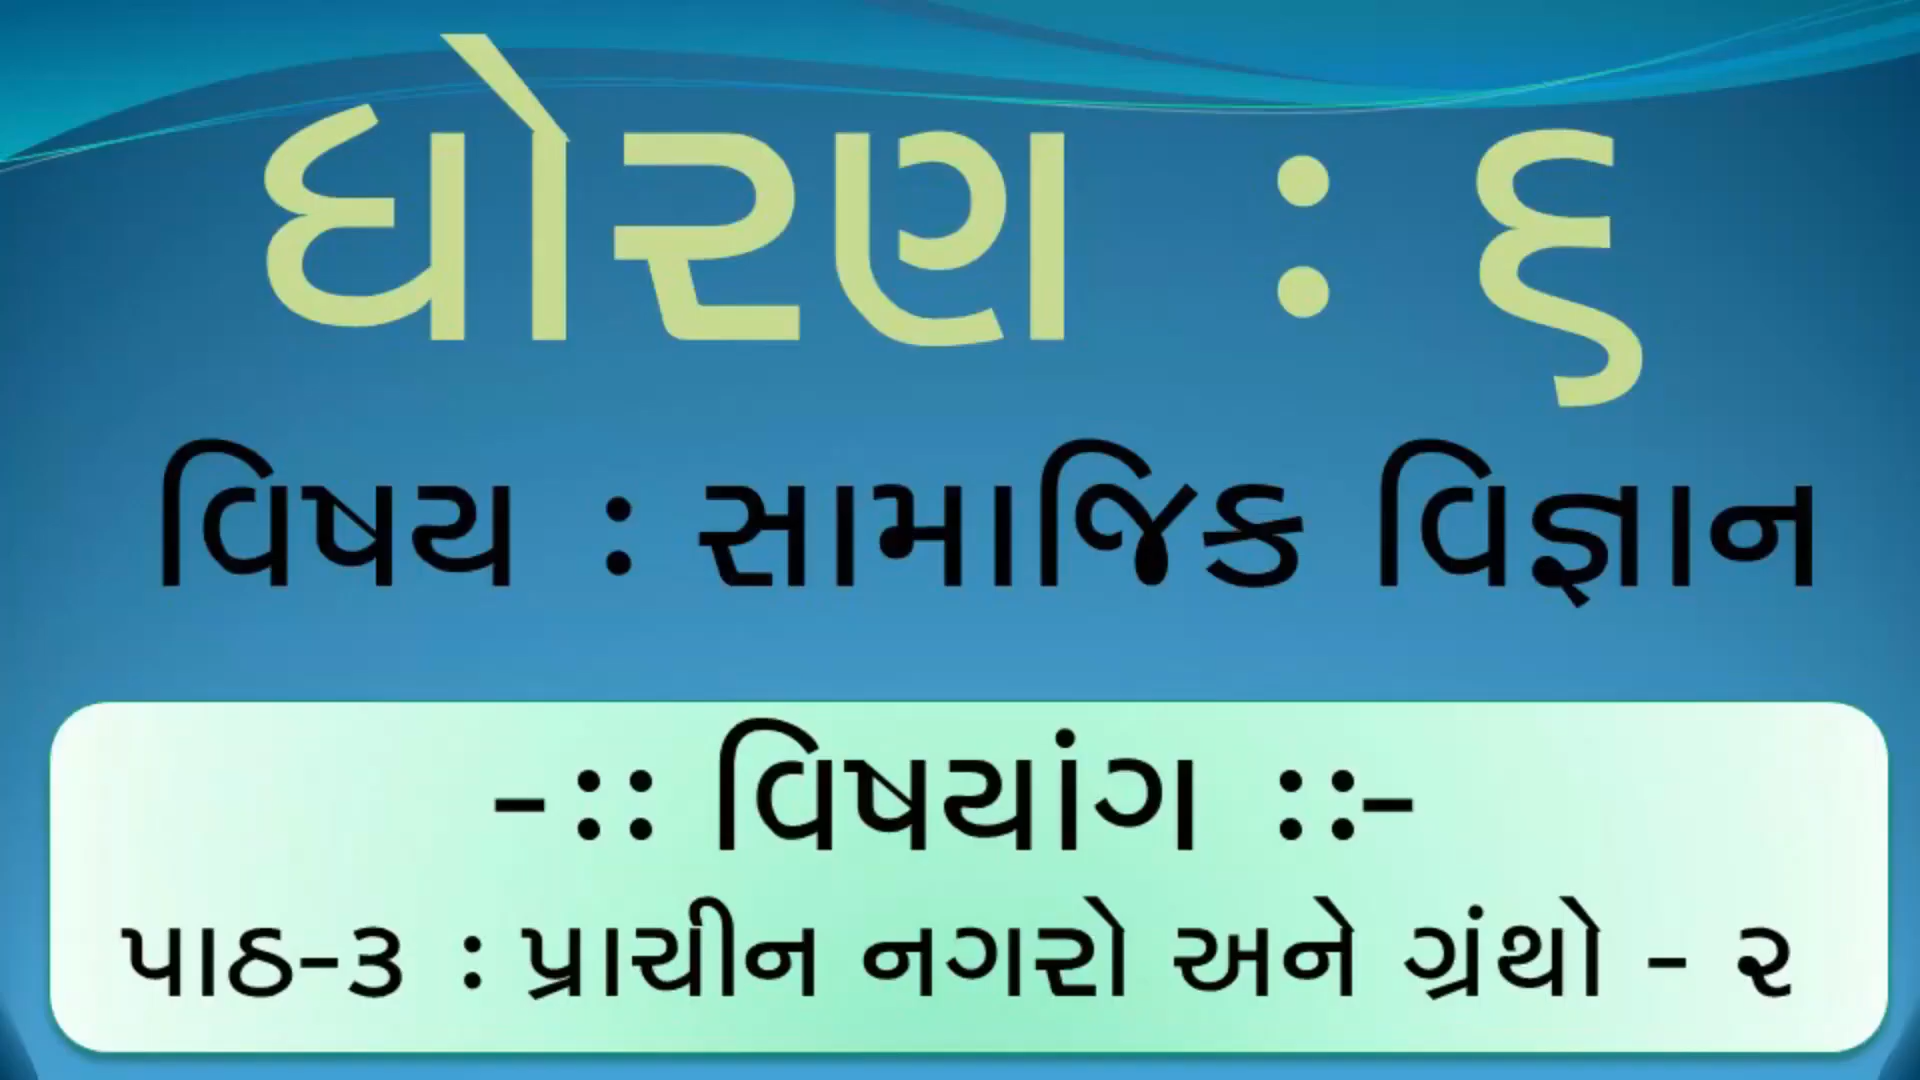 ધોરણ : ૬
વિષય : સામાજિક વિજ્ઞાન
-:: વિષયાંગ ::-
પાઠ-૩ : પ્રાચીન નગરો અને ગ્રંથો - ૨